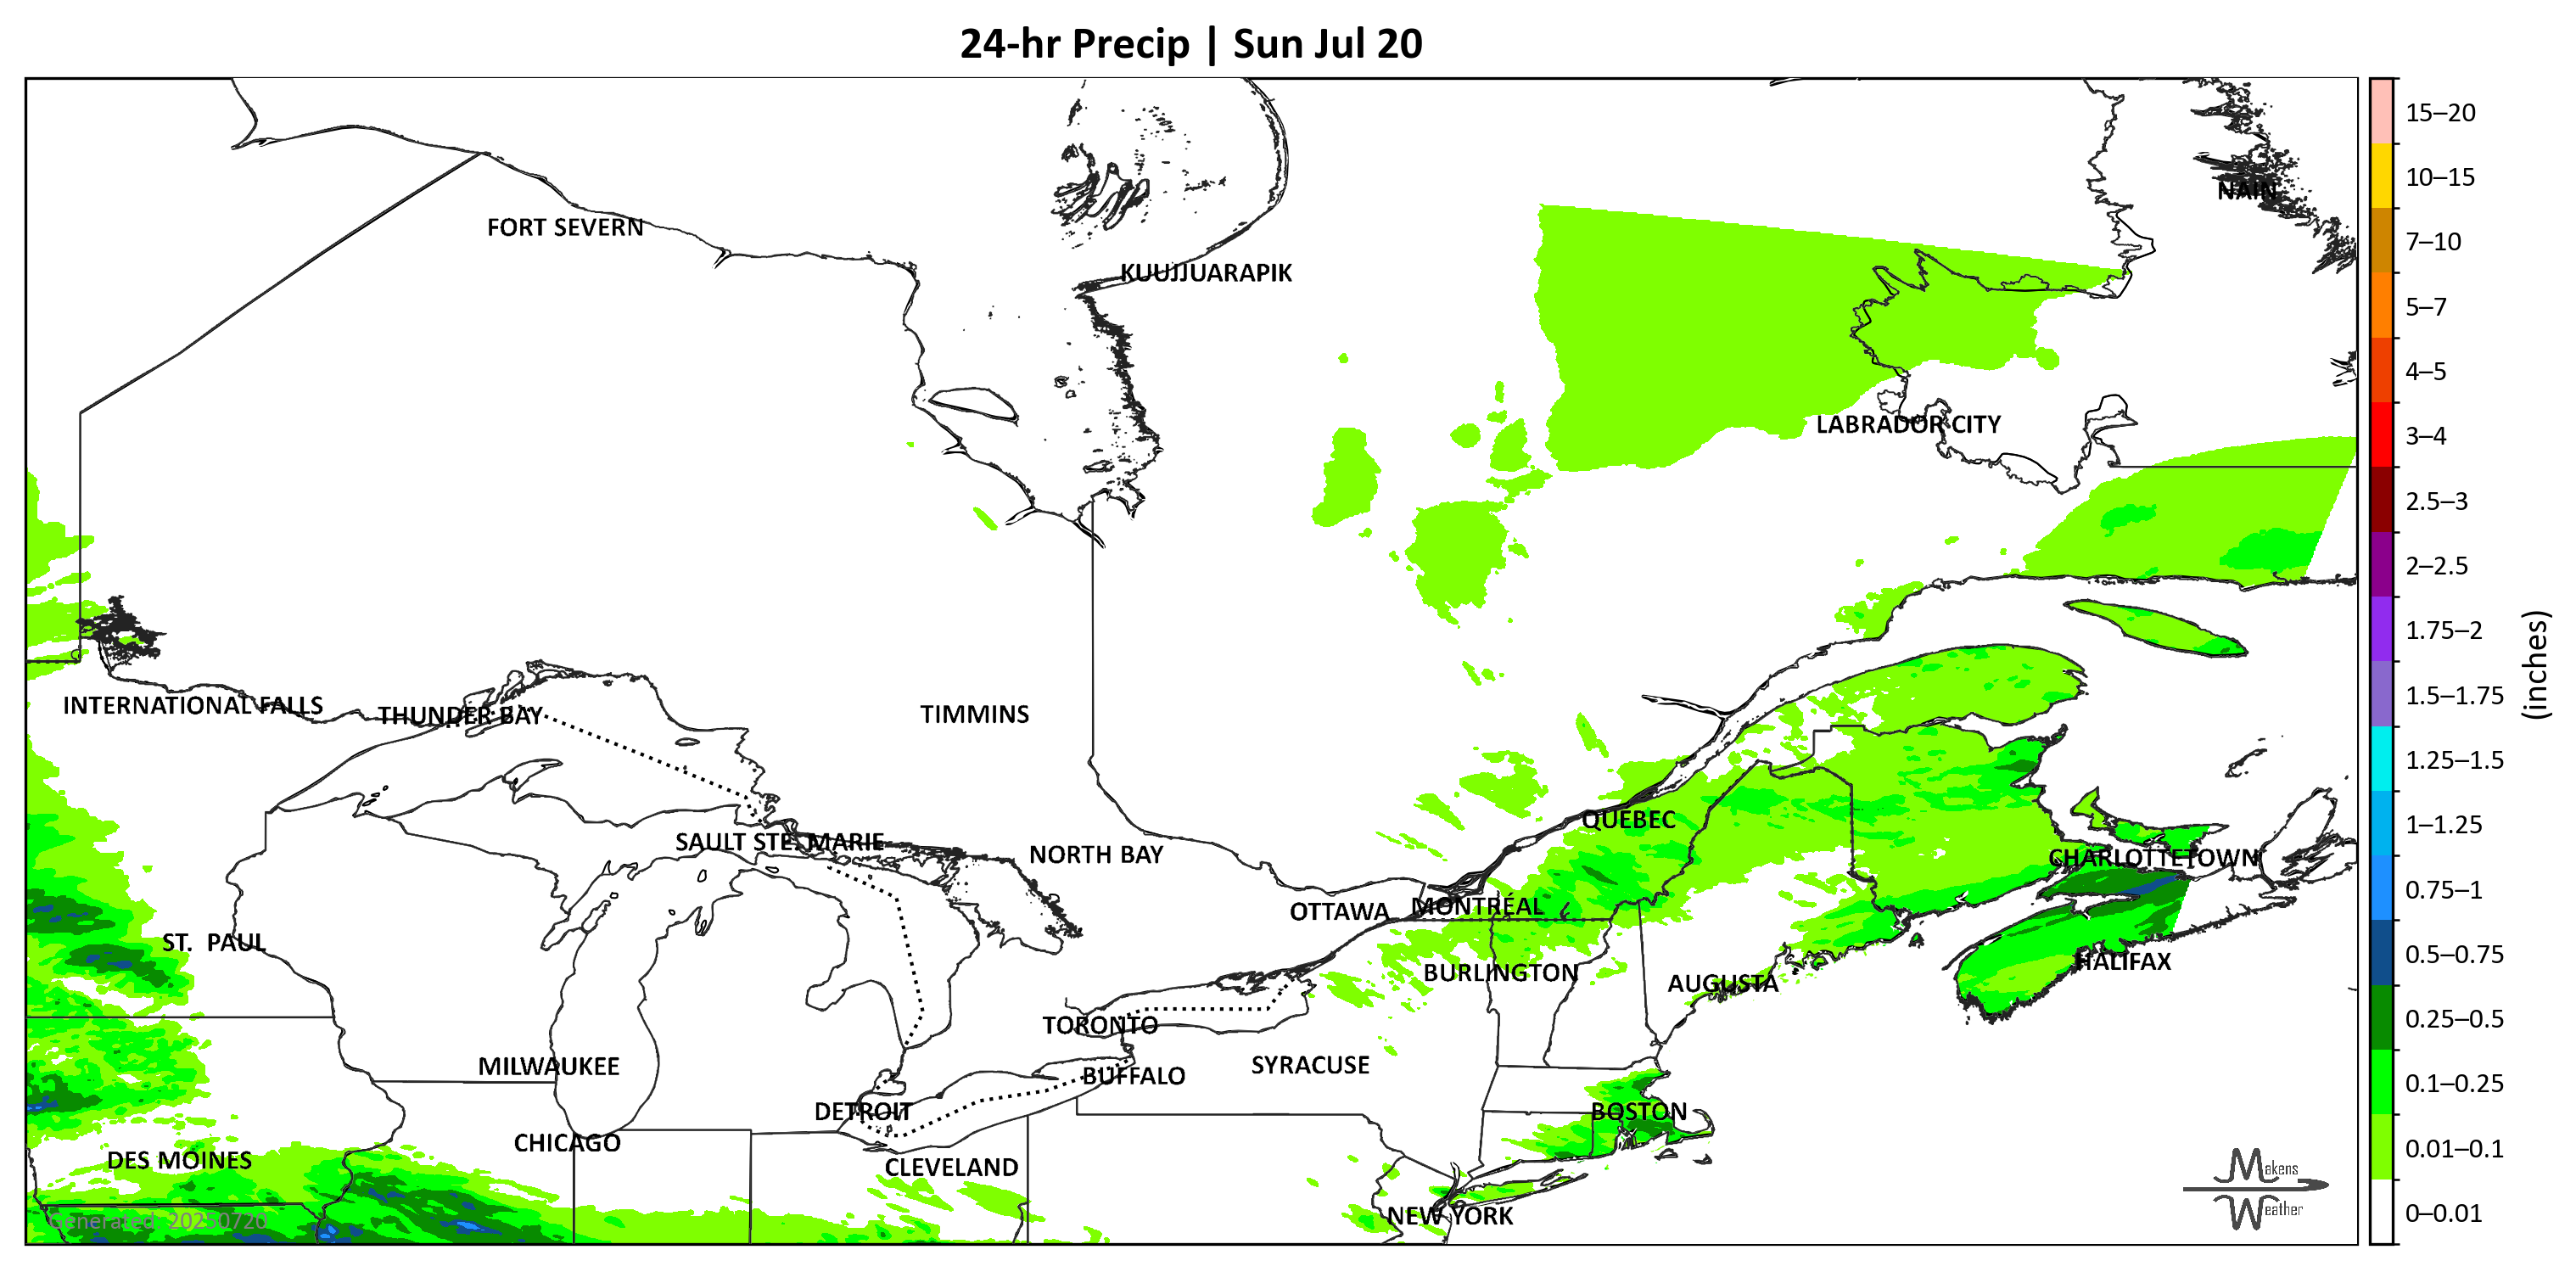 24-hr Precip | Sun Jul 20
NAIN
FORT SEVERN
KUUJJUARAPIK
LABRADOR CITY
INTERNATIONAL FALLS
THUNDER BAY
TIMMINS
SAULT STE. MARIE
NORTH BAY
QUÉBEC
CHARLOTTETOWN
OTTAWA
MONTRÉAL
ST. PAUL
BURLINGTON
AUGUSTA
HALIFAX
TORONTO
MILWAUKEE
SYRACUSE
BUFFALO
DETROIT
BOSTON
CHICAGO
DES MOINES
CLEVELAND
NEW YORK
Generated: 20250720
Makens
Weather
15–20
10–15
7–10
5–7
4–5
3–4
2.5–3
2–2.5
1.75–2
1.5–1.75
1.25–1.5
1–1.25
0.75–1
0.5–0.75
0.25–0.5
0.1–0.25
0.01–0.1
0–0.01
(inches)